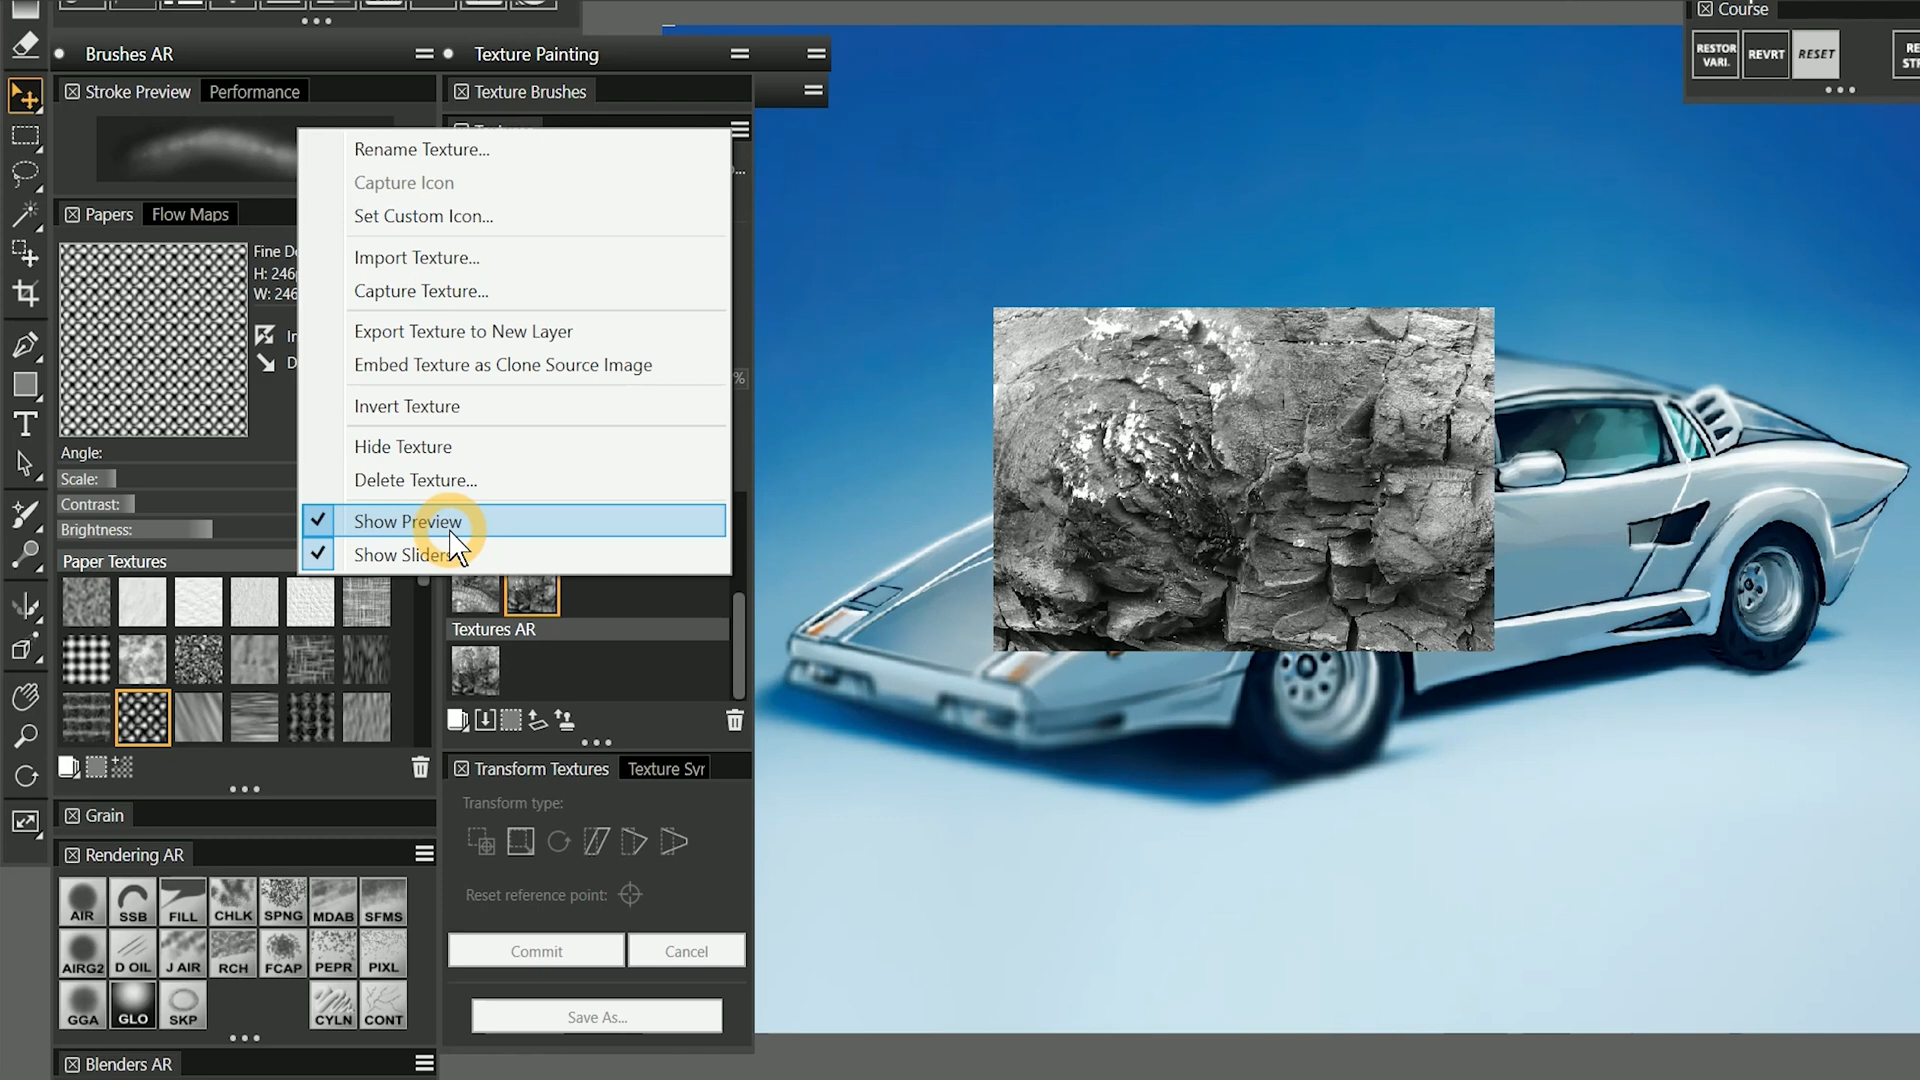 Course
RESTOR VARI.
REVRT
RESET
Brushes AR
Texture Painting
Stroke Preview
Performance
Texture Brushes
Papers
Flow Maps
H: 246
W: 246
Angle:
Scale:
Contrast:
Brightness:
Paper Textures
Rename Texture...
Capture Icon
Set Custom Icon...
Import Texture...
Capture Texture...
Export Texture to New Layer
Embed Texture as Clone Source Image
Invert Texture
Hide Texture
Delete Texture...
Show Preview
Show Sliders
%
Textures AR
Transform Textures
Texture Syr
Transform type:
Reset reference point:
Commit
Cancel
Save As...
Grain
Rendering AR
AIR
SSB
FILL
CHLK
SPNG
MDAB
SFMS
AIRG2
D OIL
J AIR
RCH
FCAP
PEPR
PIXL
GGA
GLO
SKP
CYLN
CONT
Blenders AR